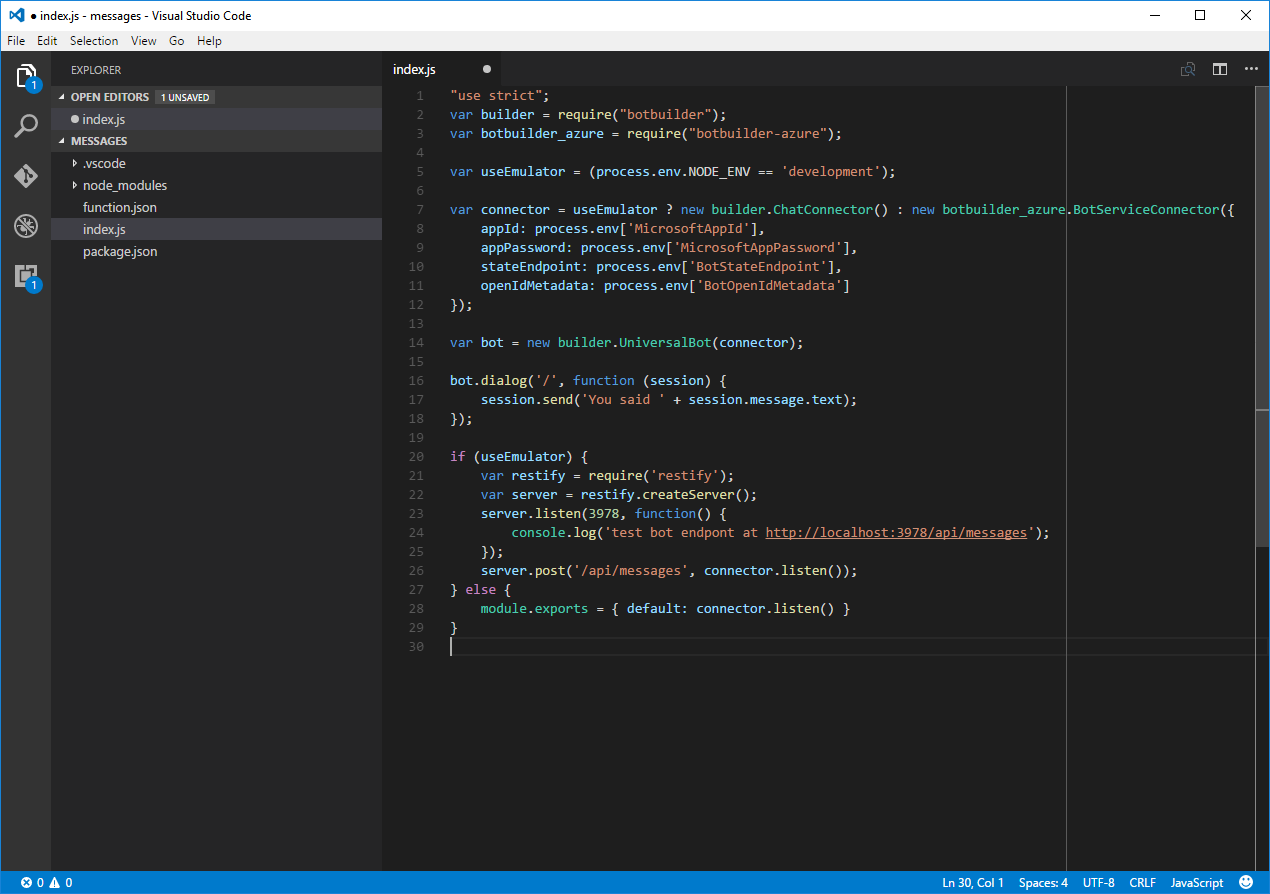 ● index.js - messages - Visual Studio Code
File Edit Selection View Go Help
EXPLORER
OPEN EDITORS 1 UNSAVED
index.js
MESSAGES
.vscode
node_modules
function.json
index.js
package.json
1
1
index.js
1 "use strict";
2 var builder = require("botbuilder");
3 var botbuilder_azure = require("botbuilder-azure");
4
5 var useEmulator = (process.env.NODE_ENV == 'development');
6
7 var connector = useEmulator ? new builder.ChatConnector() : new botbuilder_azure.BotServiceConnector({
8     appId: process.env['MicrosoftAppId'],
9     appPassword: process.env['MicrosoftAppPassword'],
10     stateEndpoint: process.env['BotStateEndpoint'],
11     openIdMetadata: process.env['BotOpenIdMetadata']
12 });
13
14 var bot = new builder.UniversalBot(connector);
15
16 bot.dialog('/', function (session) {
17     session.send('You said ' + session.message.text);
18 });
19
20 if (useEmulator) {
21     var restify = require('restify');
22     var server = restify.createServer();
23     server.listen(3978, function() {
24         console.log('test bot endpont at http://localhost:3978/api/messages');
25     });
26     server.post('/api/messages', connector.listen());
27 } else {
28     module.exports = { default: connector.listen() }
29 }
30
0 0
Ln 30, Col 1 Spaces: 4 UTF-8 CRLF JavaScript